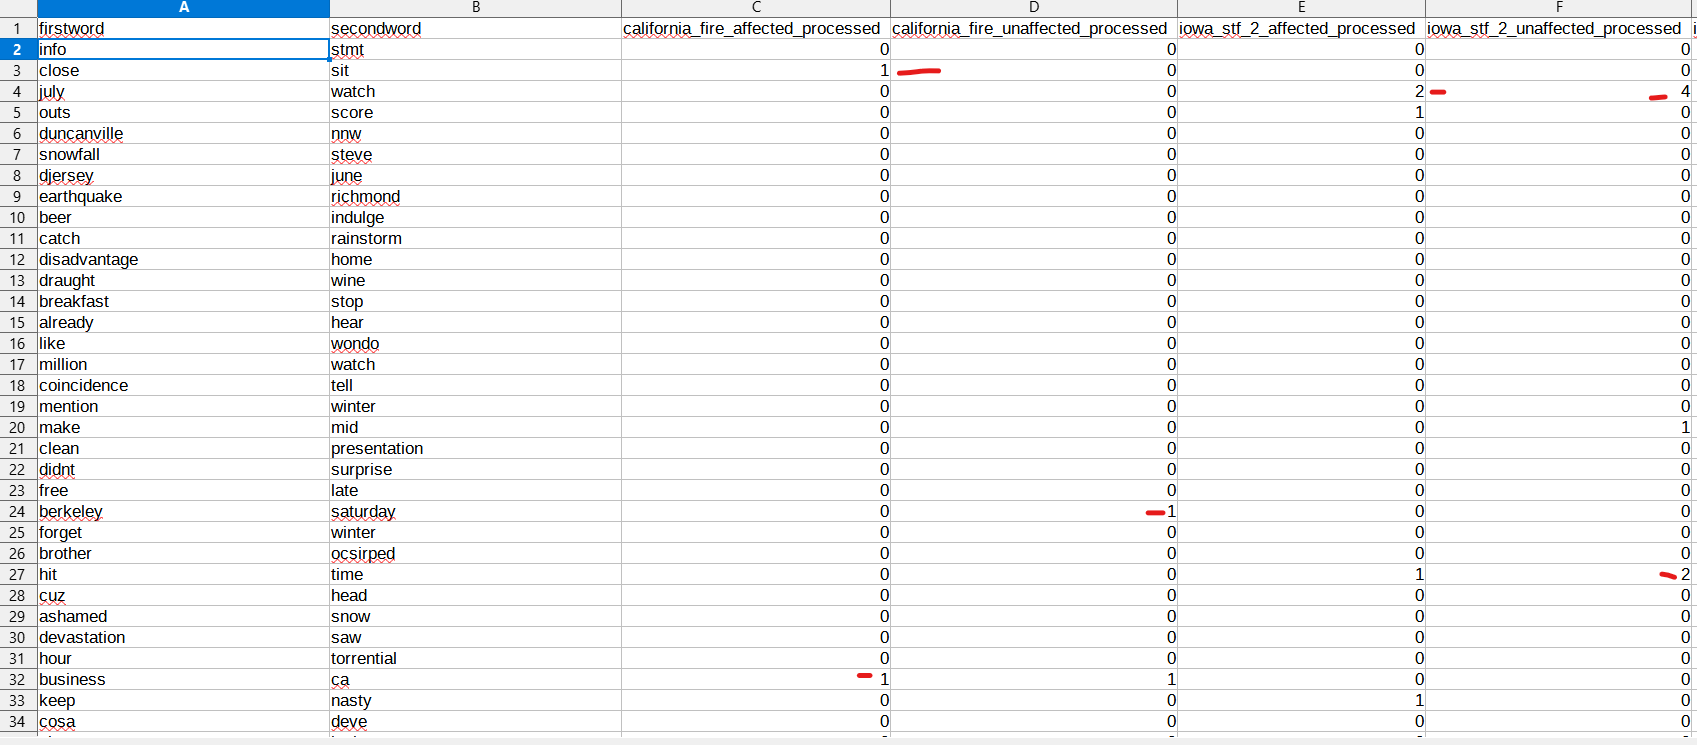 A B C D E F
1 firstword secondword california_fire_affected_processed california_fire_unaffected_processed iowa_stf_2_affected_processed iowa_stf_2_unaffected_processed
2 info stmt 0 0 0 0
3 close sit 1 0 0 0
4 july watch 0 0 2 4
5 outs score 0 0 1 0
6 duncanville nnw 0 0 0 0
7 snowfall steve 0 0 0 0
8 djersey june 0 0 0 0
9 earthquake richmond 0 0 0 0
10 beer indulge 0 0 0 0
11 catch rainstorm 0 0 0 0
12 disadvantage home 0 0 0 0
13 draught wine 0 0 0 0
14 breakfast stop 0 0 0 0
15 already hear 0 0 0 0
16 like wondo 0 0 0 0
17 million watch 0 0 0 0
18 coincidence tell 0 0 0 0
19 mention winter 0 0 0 0
20 make mid 0 0 0 1
21 clean presentation 0 0 0 0
22 didnt surprise 0 0 0 0
23 free late 0 0 0 0
24 berkeley saturday 0 1 0 0
25 forget winter 0 0 0 0
26 brother ocsirped 0 0 0 0
27 hit time 0 0 1 2
28 cuz head 0 0 0 0
29 ashamed snow 0 0 0 0
30 devastation saw 0 0 0 0
31 hour torrential 0 0 0 0
32 business ca 1 1 0 0
33 keep nasty 0 0 1 0
34 cosa deve 0 0 0 0